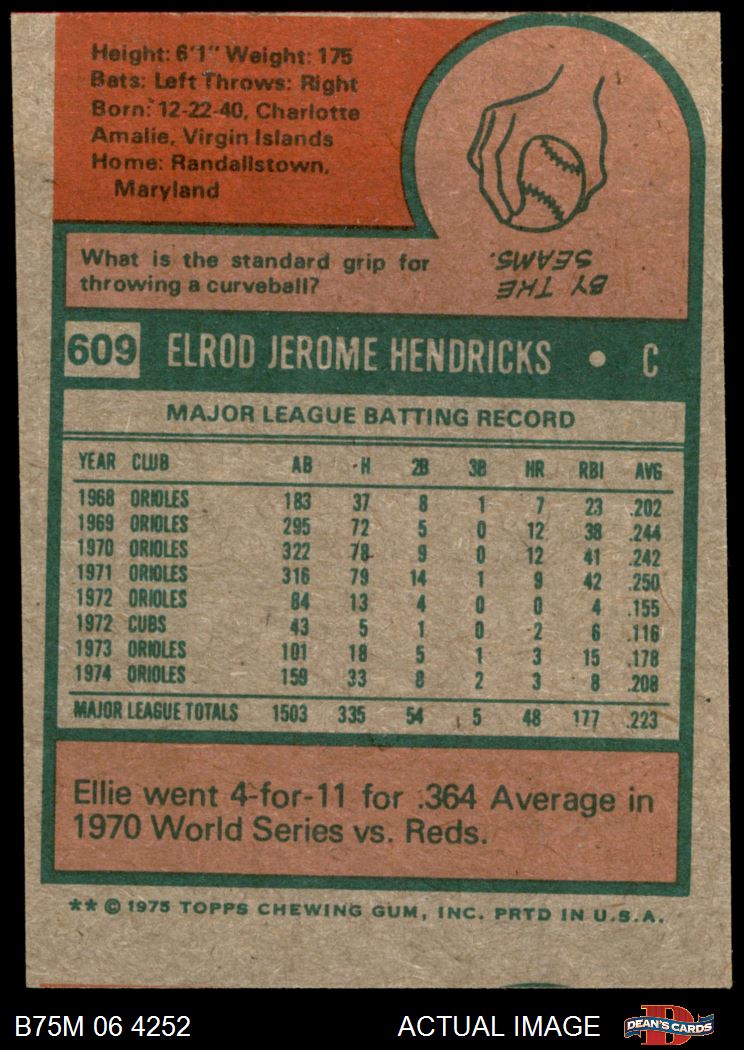 Height: 6'1" Weight: 175
Bats: Left Throws: Right
Born: 12-22-40, Charlotte
Amalie, Virgin Islands
Home: Randallstown,
Maryland
What is the standard grip for
throwing a curveball?
BY THE
SEAMS.
609 ELROD JEROME HENDRICKS • C
MAJOR LEAGUE BATTING RECORD
YEAR CLUB AB H 2B 3B HR RBI AVG
1968 ORIOLES 183 37 8 1 7 23 .202
1969 ORIOLES 295 72 5 0 12 38 .244
1970 ORIOLES 322 78 9 0 12 41 .242
1971 ORIOLES 316 79 14 1 9 42 .250
1972 ORIOLES 84 13 4 0 0 4 .155
1972 CUBS 43 5 1 0 2 6 .116
1973 ORIOLES 101 18 5 1 3 15 .178
1974 ORIOLES 159 33 8 2 3 8 .208
MAJOR LEAGUE TOTALS 1503 335 54 5 48 177 .223
Ellie went 4-for-11 for .364 Average in
1970 World Series vs. Reds.
** © 1975 TOPPS CHEWING GUM, INC. PRTD IN U.S.A.
B75M 06 4252 ACTUAL IMAGE DEAN'S CARDS